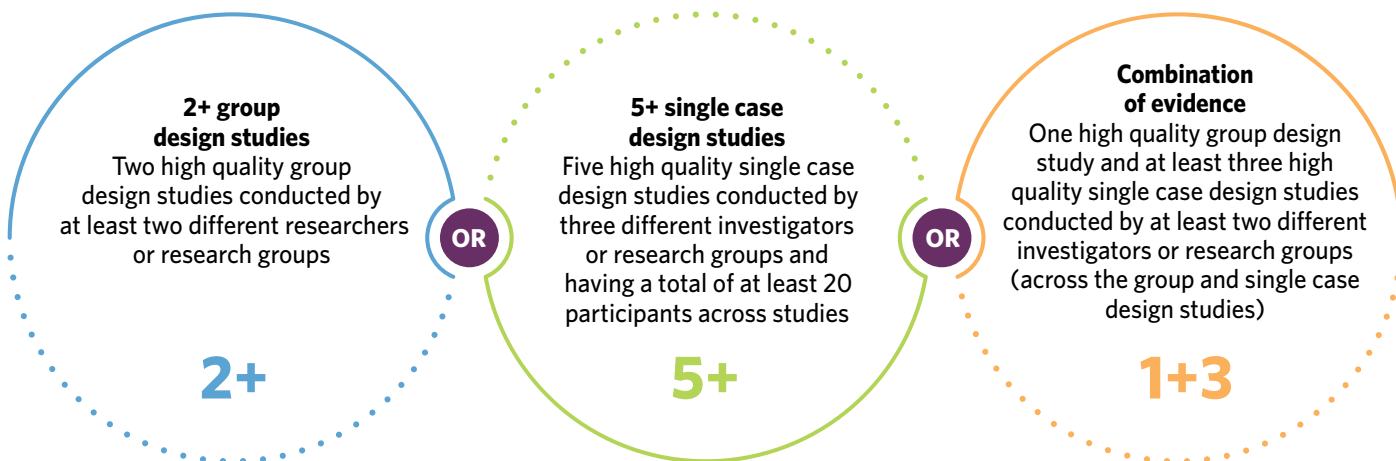 2+ group
design studies
Two high quality group
design studies conducted by
at least two different researchers
or research groups
2+
OR
5+ single case
design studies
Five high quality single case
design studies conducted by
three different investigators
or research groups and
having a total of at least 20
participants across studies
5+
OR
Combination
of evidence
One high quality group design
study and at least three high
quality single case design studies
conducted by at least two different
investigators or research groups
(across the group and single case
design studies)
1+3